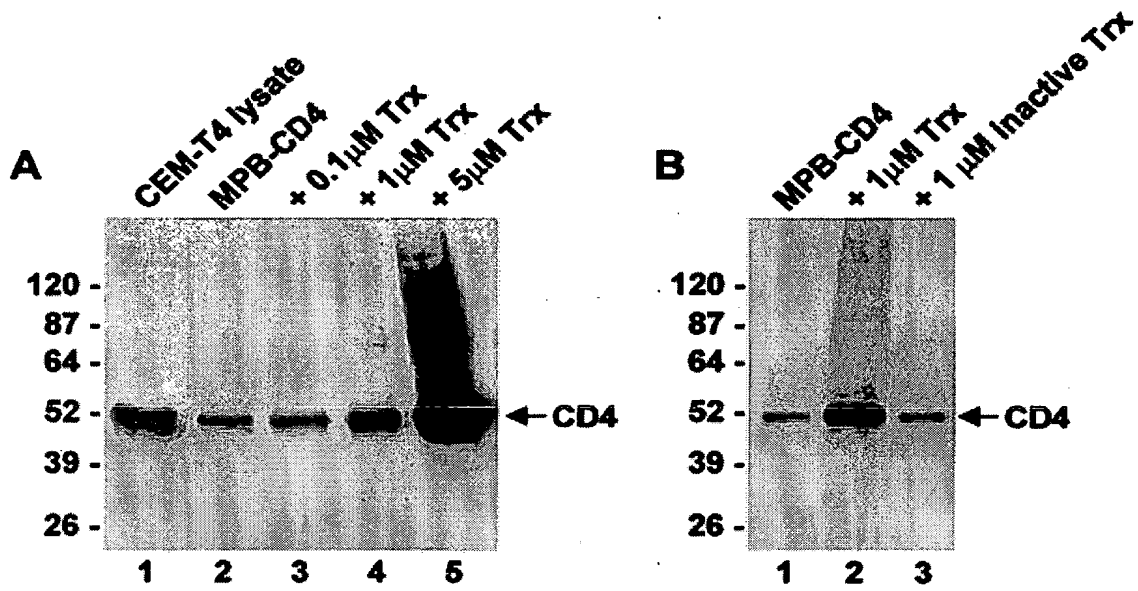 A
CEM-T4 lysate
MPB-CD4
+ 0.1µM Trx
+ 1µM Trx
+ 5µM Trx
120 -
87 -
64 -
52 -
39 -
26 -
CD4
1 2 3 4 5
B
MPB-CD4
+ 1µM Trx
+ 1 µM inactive Trx
120 -
87 -
64 -
52 -
39 -
26 -
CD4
1 2 3